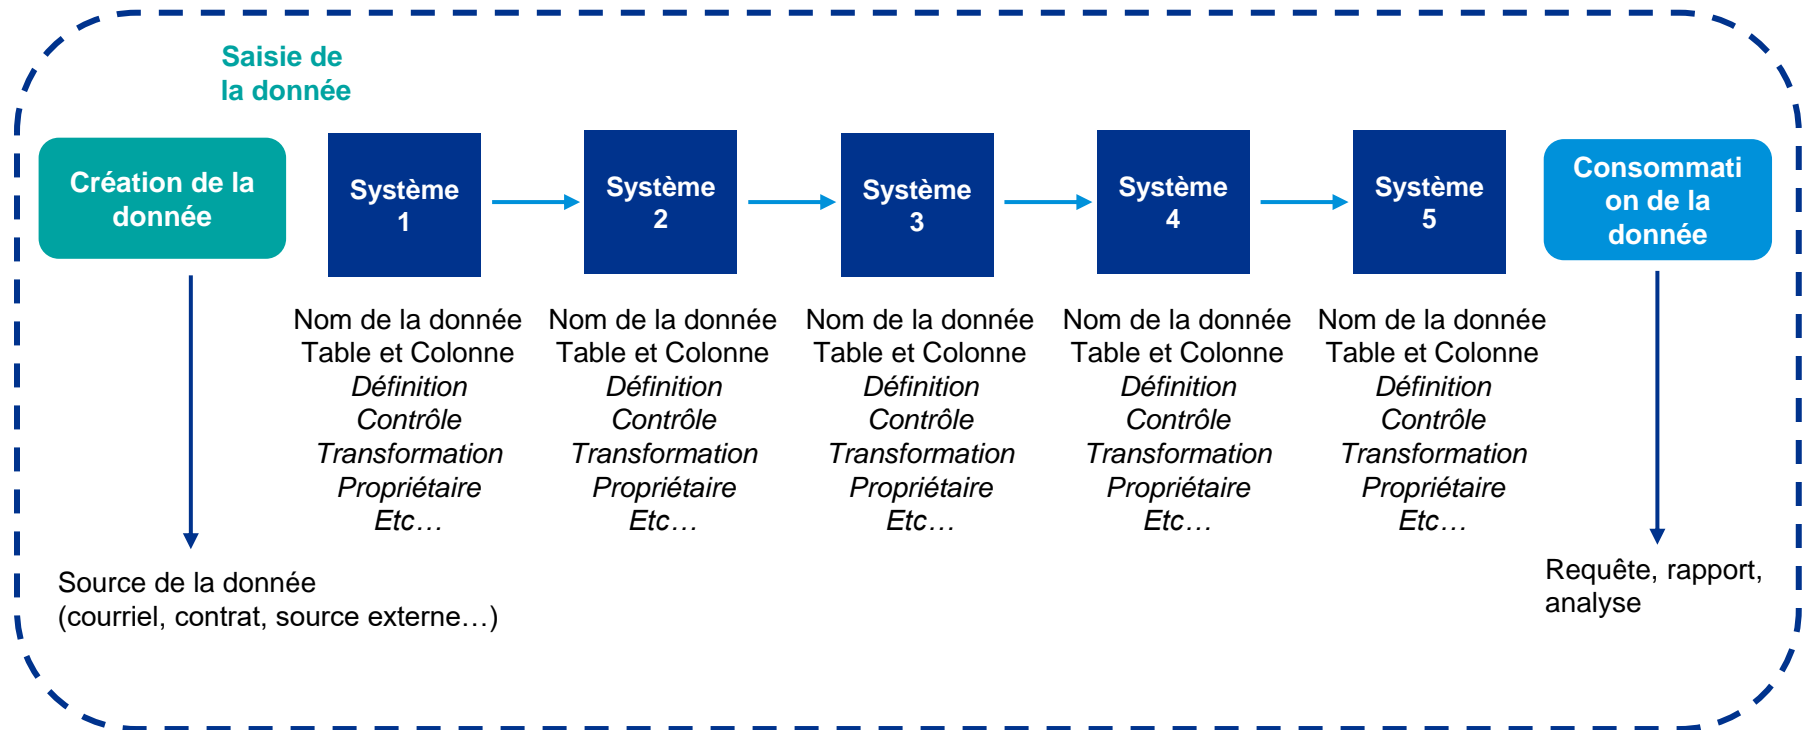 Saisie de
la donnée
Création de la
donnée
Système
1
Système
2
Système
3
Système
4
Système
5
Consommati
on de la
donnée
Nom de la donnée
Table et Colonne
Définition
Contrôle
Transformation
Propriétaire
Etc…
Nom de la donnée
Table et Colonne
Définition
Contrôle
Transformation
Propriétaire
Etc…
Nom de la donnée
Table et Colonne
Définition
Contrôle
Transformation
Propriétaire
Etc…
Nom de la donnée
Table et Colonne
Définition
Contrôle
Transformation
Propriétaire
Etc…
Nom de la donnée
Table et Colonne
Définition
Contrôle
Transformation
Propriétaire
Etc…
Source de la donnée
(courriel, contrat, source externe…)
Requête, rapport,
analyse